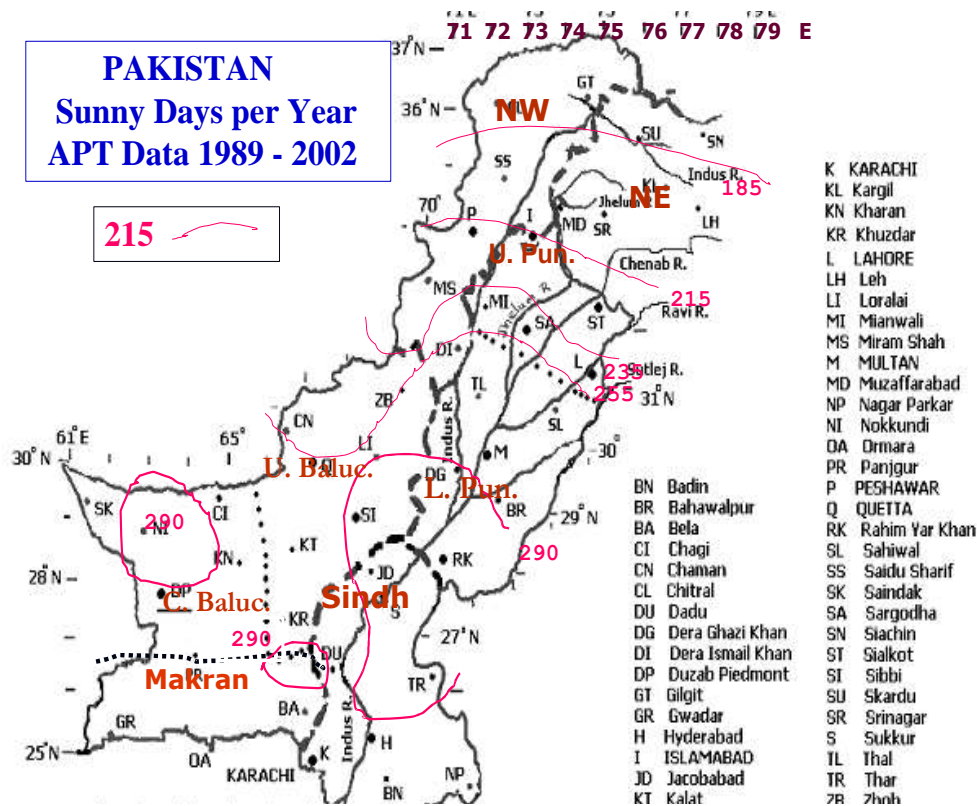 PAKISTAN
Sunny Days per Year
APT Data 1989 - 2002
215
71 72 73 74 75 76 77 78 79 E
37°N
GT
36°N
NW
SU
SN
SS
Indus R.
185
KL
NE
70°
P
I
Jhelum R
MD
SR
LH
U. Pun.
Chenab R.
MS
MI
Jhelum R
215
Ravi R.
SA
ST
DI
L
235
Sutlej R.
ZB
TL
255
31°N
CN
SL
61°E
65°
LI
Indus R.
30°N
U. Baluc.
M
30°
DG
L. Pun.
SK
290
NI
CI
SI
BR
29°N
KN
KT
290
JD
RK
28°N
DP
C. Baluc.
Sindh
S
KR
27°N
290
DU
Makran
PR
TR
BA
GR
Indus R.
25°N
OA
K
H
KARACHI
BN
NP
BN Badin
BR Bahawalpur
BA Bela
CI Chagi
CN Chaman
CL Chitral
DU Dadu
DG Dera Ghazi Khan
DI Dera Ismail Khan
DP Duzab Piedmont
GT Gilgit
GR Gwadar
H Hyderabad
I ISLAMABAD
JD Jacobabad
KT Kalat
K KARACHI
KL Kargil
KN Kharan
KR Khuzdar
L LAHORE
LH Leh
LI Loralai
MI Mianwali
MS Miram Shah
M MULTAN
MD Muzaffarabad
NP Nagar Parkar
NI Nokkundi
OA Ormara
PR Panjgur
P PESHAWAR
Q QUETTA
RK Rahim Yar Khan
SL Sahiwal
SS Saidu Sharif
SK Saindak
SA Sargodha
SN Siachin
ST Sialkot
SI Sibbi
SU Skardu
SR Srinagar
S Sukkur
TL Thal
TR Thar
ZB Zhob